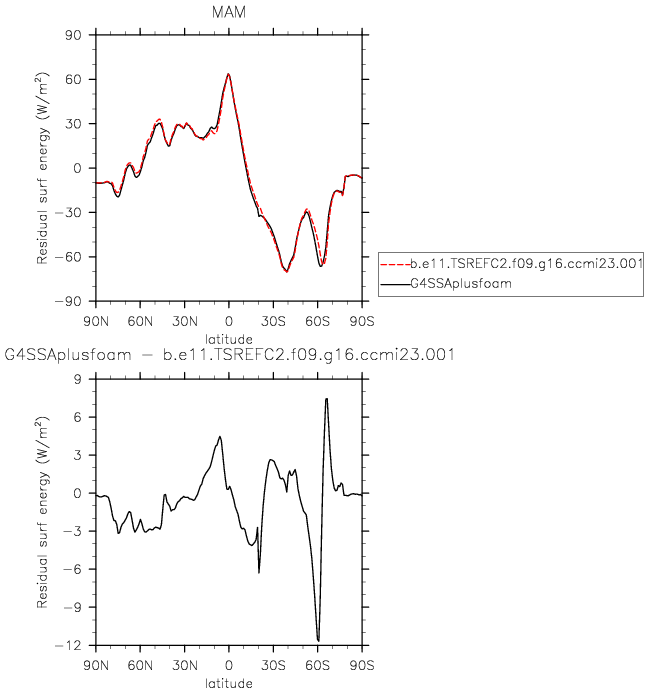 MAM
90
60
30
0
−30
−60
−90
Residual surf energy (W/m²)
90N 60N 30N 0 30S 60S 90S
latitude
b.e11.TSREFC2.f09.g16.ccmi23.001
G4SSAplusfoam
G4SSAplusfoam − b.e11.TSREFC2.f09.g16.ccmi23.001
9
6
3
0
−3
−6
−9
−12
Residual surf energy (W/m²)
90N 60N 30N 0 30S 60S 90S
latitude